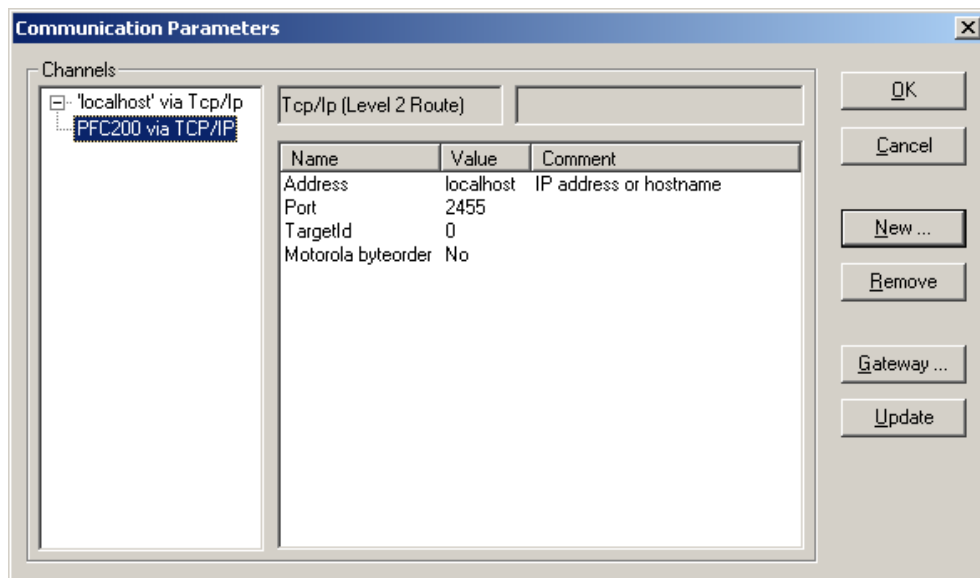 Communication Parameters
Channels
'localhost' via Tcp/Ip
PFC200 via TCP/IP
Tcp/Ip (Level 2 Route)
Name Value Comment
Address localhost IP address or hostname
Port 2455
TargetId 0
Motorola byteorder No
OK
Cancel
New ...
Remove
Gateway ...
Update